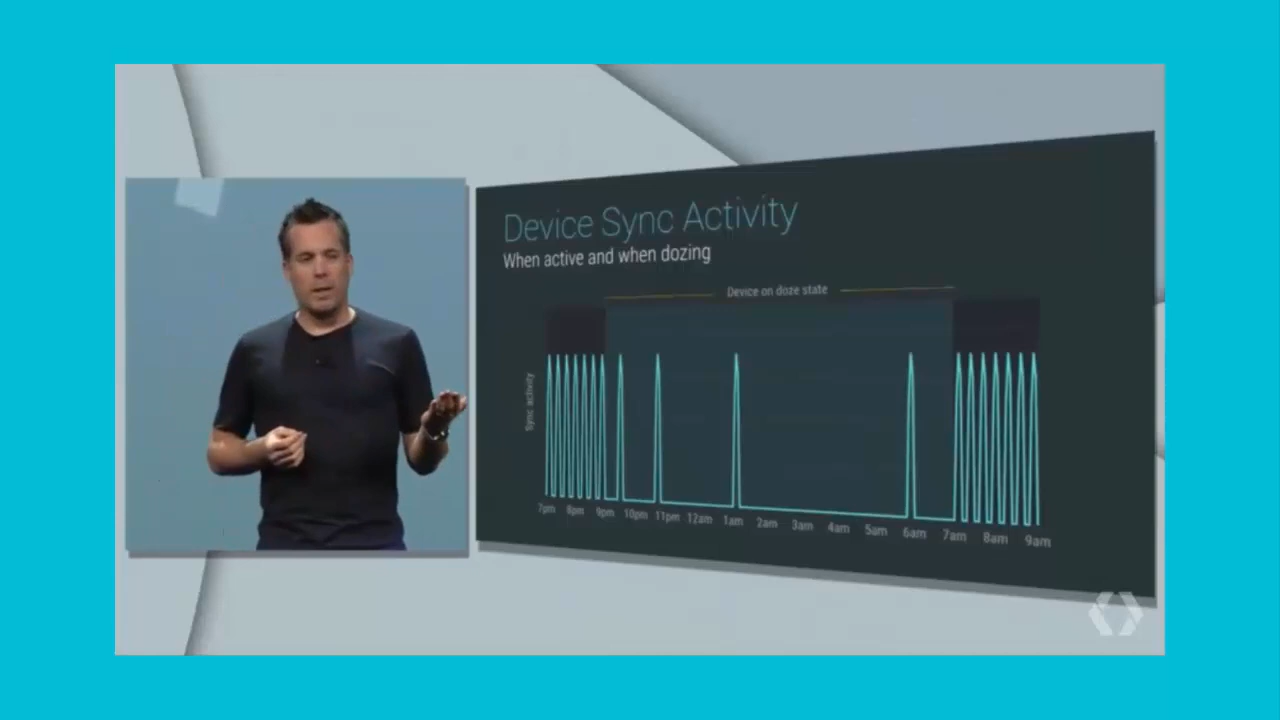 Device Sync Activity
When active and when dozing
Device on doze state
Sync activity
7pm 8pm 9pm 10pm 11pm 12am 1am 2am 3am 4am 5am 6am 7am 8am 9am